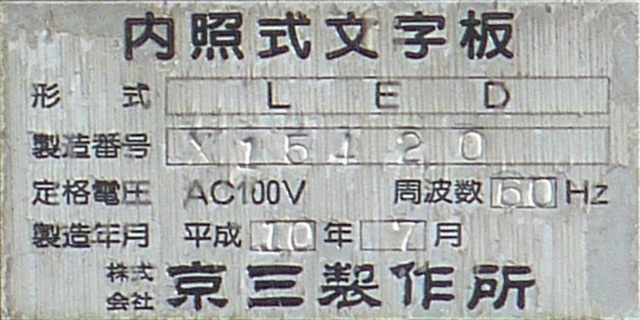 内照式文字板
形 式 LED
製造番号 X15120
定格電圧 AC100V 周波数 60 Hz
製造年月 平成 10 年 7 月
株式会社 京三製作所